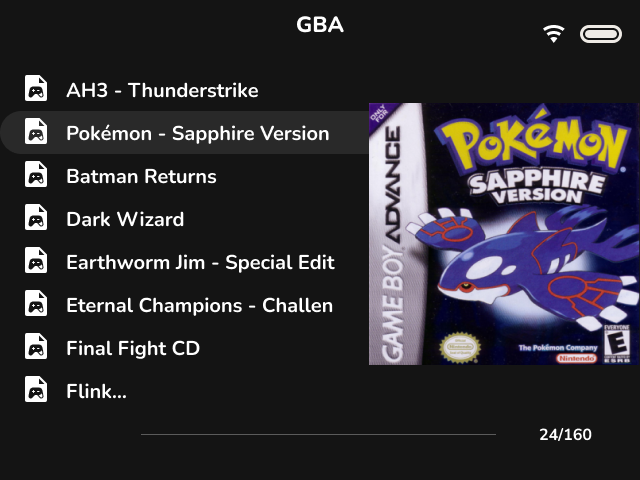 GBA
AH3 - Thunderstrike
Pokémon - Sapphire Version
Batman Returns
Dark Wizard
Earthworm Jim - Special Edit
Eternal Champions - Challen
Final Fight CD
Flink...
24/160
ONLY FOR
GAME BOY ADVANCE
POKéMON
SAPPHIRE
VERSION
The Pokémon Company
Nintendo
EVERYONE
E
ESRB